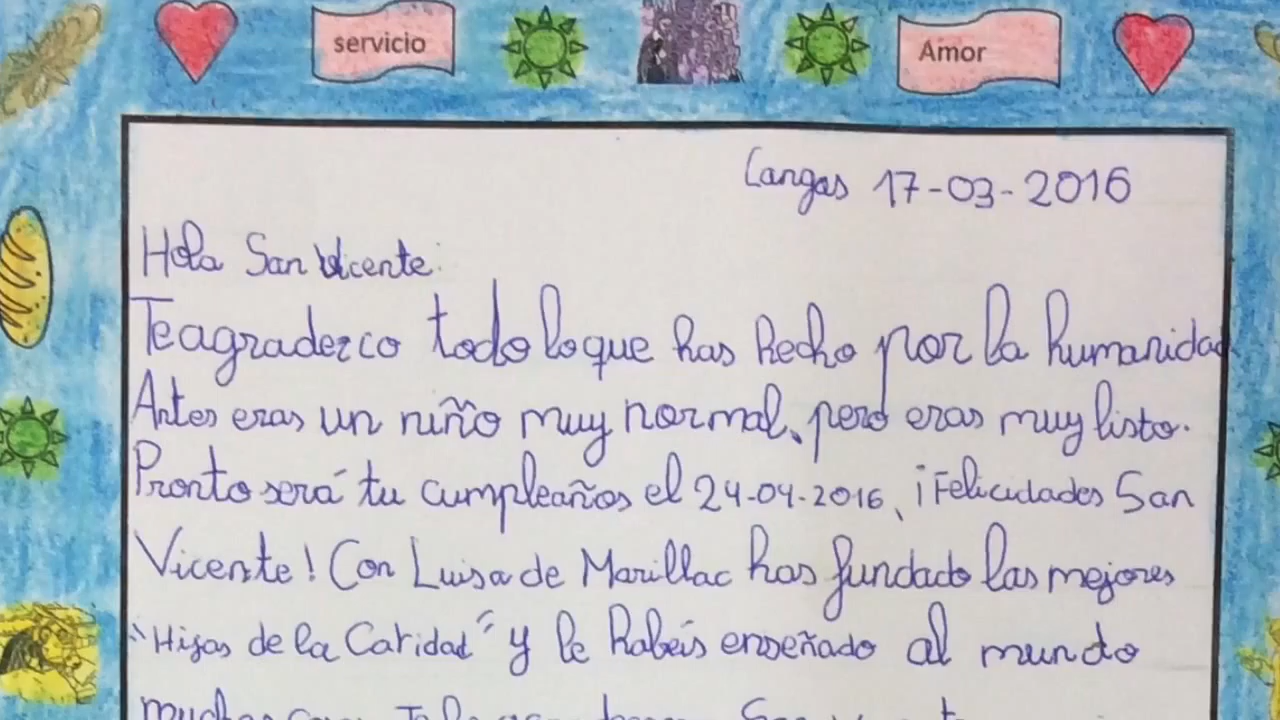 servicio
Amor
Cangas 17-03-2016
Hola San Vicente:
Te agradezco todo lo que has hecho por la humanidad
Antes eras un niño muy normal, pero eras muy listo.
Pronto será tu cumpleaños el 24-04-2016, ¡Felicidades San
Vicente! Con Luisa de Marillac has fundado las mejores
"Hijas de la Caridad" y le habéis enseñado al mundo
muchas